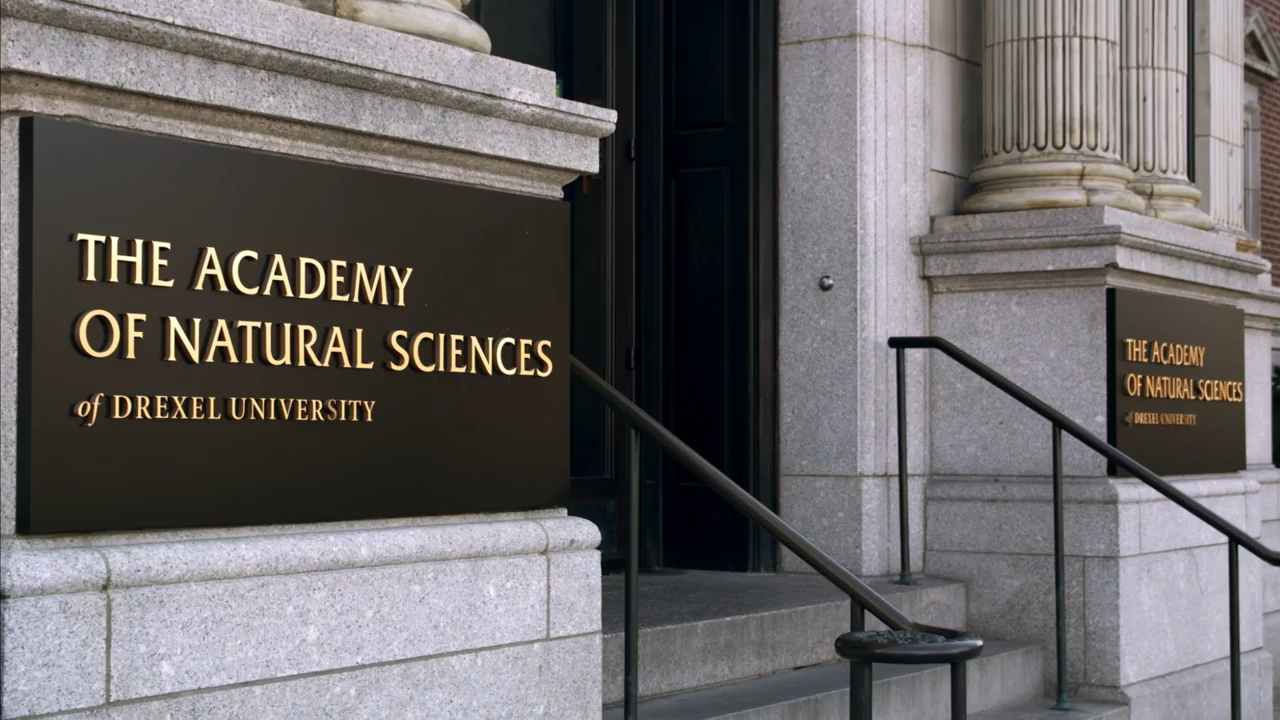 THE ACADEMY
OF NATURAL SCIENCES
of DREXEL UNIVERSITY
THE ACADEMY
OF NATURAL SCIENCES
of DREXEL UNIVERSITY